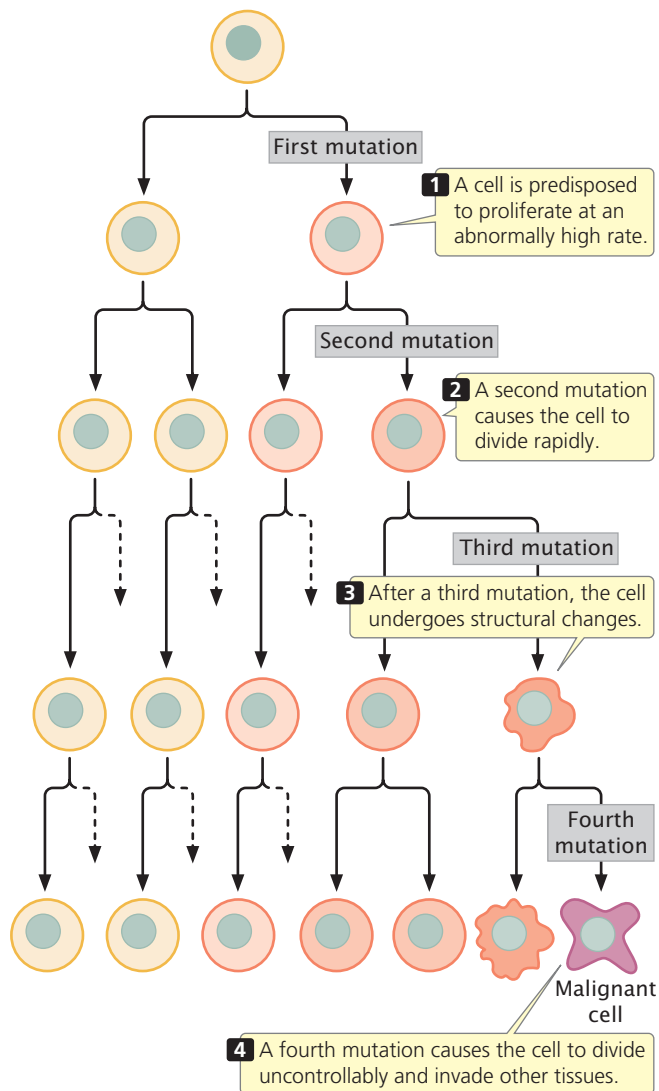 First mutation
1 A cell is predisposed
to proliferate at an
abnormally high rate.
Second mutation
2 A second mutation
causes the cell to
divide rapidly.
Third mutation
3 After a third mutation, the cell
undergoes structural changes.
Fourth
mutation
Malignant
cell
4 A fourth mutation causes the cell to divide
uncontrollably and invade other tissues.